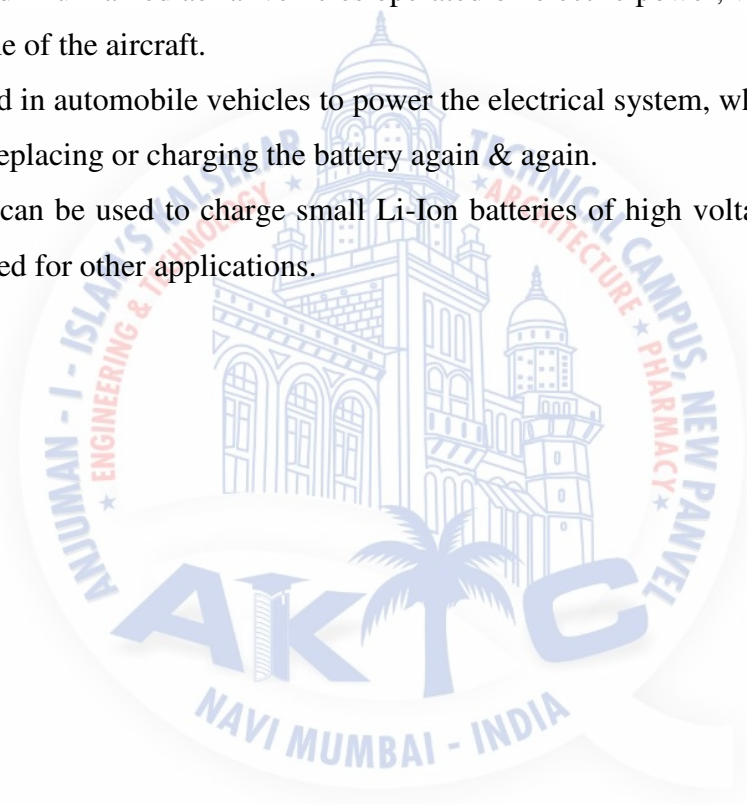 e of the aircraft.
d in automobile vehicles to power the electrical system, wh
eplacing or charging the battery again & again.
can be used to charge small Li-Ion batteries of high volta
ed for other applications.
ANJUMAN - I - ISLAM'S KALSEKAR TECHNICAL CAMPUS, NEW PANVEL
★ ENGINEERING & TECHNOLOGY ★ ★ ARCHITECTURE ★ PHARMACY ★
AKTC
NAVI MUMBAI - INDIA